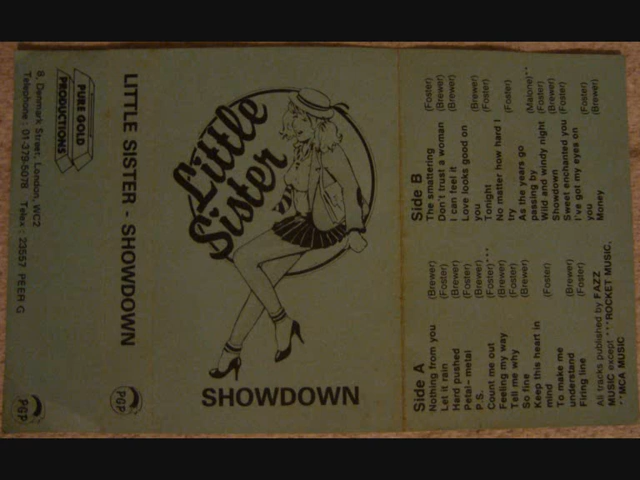 PURE GOLD
PRODUCTIONS
8, Denmark Street, London, WC2
Telephone: 01-379-5078 Telex: 23557 PEER G
LITTLE SISTER - SHOWDOWN
PGP
PGP
Little
Sister
SHOWDOWN
Side A
Nothing from you (Brewer)
Let it rain (Foster)
Hard pushed (Brewer)
Petal-metal (Foster)
P.S. (Brewer)
Count me out (Foster)***
Feeling my way (Brewer)
Tell me why (Foster)
So fine (Brewer)
Keep this heart in
mind (Foster)
To make me
understand (Brewer)
Firing line (Foster)
All tracks published by FAZZ
MUSIC except ***ROCKET MUSIC,
**MCA MUSIC
Side B
The smattering (Foster)
Don't trust a woman (Brewer)
I can feel it (Brewer)
Love looks good on
you (Brewer)
Tonight (Foster)
No matter how hard I
try (Foster)
As the years go
passing by (Malone)**
Wild and windy night (Foster)
Showdown (Brewer)
Sweet enchanted you (Foster)
I've got my eyes on
you (Foster)
Money (Brewer)